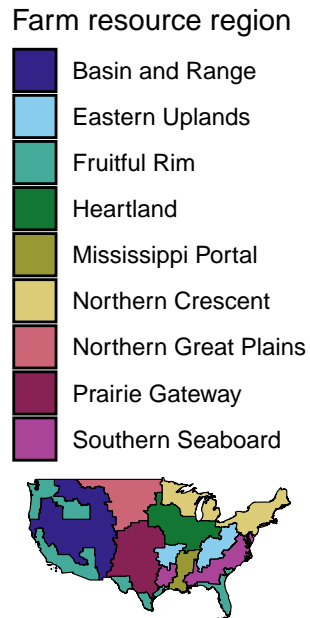 Farm resource region
Basin and Range
Eastern Uplands
Fruitful Rim
Heartland
Mississippi Portal
Northern Crescent
Northern Great Plains
Prairie Gateway
Southern Seaboard